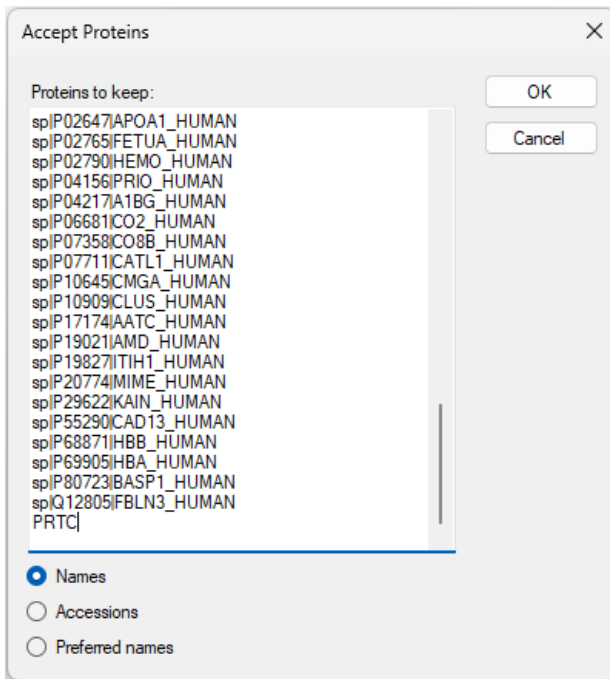 Accept Proteins
Proteins to keep:
OK
Cancel
sp|P02647|APOA1_HUMAN
sp|P02765|FETUA_HUMAN
sp|P02790|HEMO_HUMAN
sp|P04156|PRIO_HUMAN
sp|P04217|A1BG_HUMAN
sp|P06681|CO2_HUMAN
sp|P07358|CO8B_HUMAN
sp|P07711|CATL1_HUMAN
sp|P10645|CMGA_HUMAN
sp|P10909|CLUS_HUMAN
sp|P17174|AATC_HUMAN
sp|P19021|AMD_HUMAN
sp|P19827|ITIH1_HUMAN
sp|P20774|MIME_HUMAN
sp|P29622|KAIN_HUMAN
sp|P55290|CAD13_HUMAN
sp|P68871|HBB_HUMAN
sp|P69905|HBA_HUMAN
sp|P80723|BASP1_HUMAN
sp|Q12805|FBLN3_HUMAN
PRTC
Names
Accessions
Preferred names